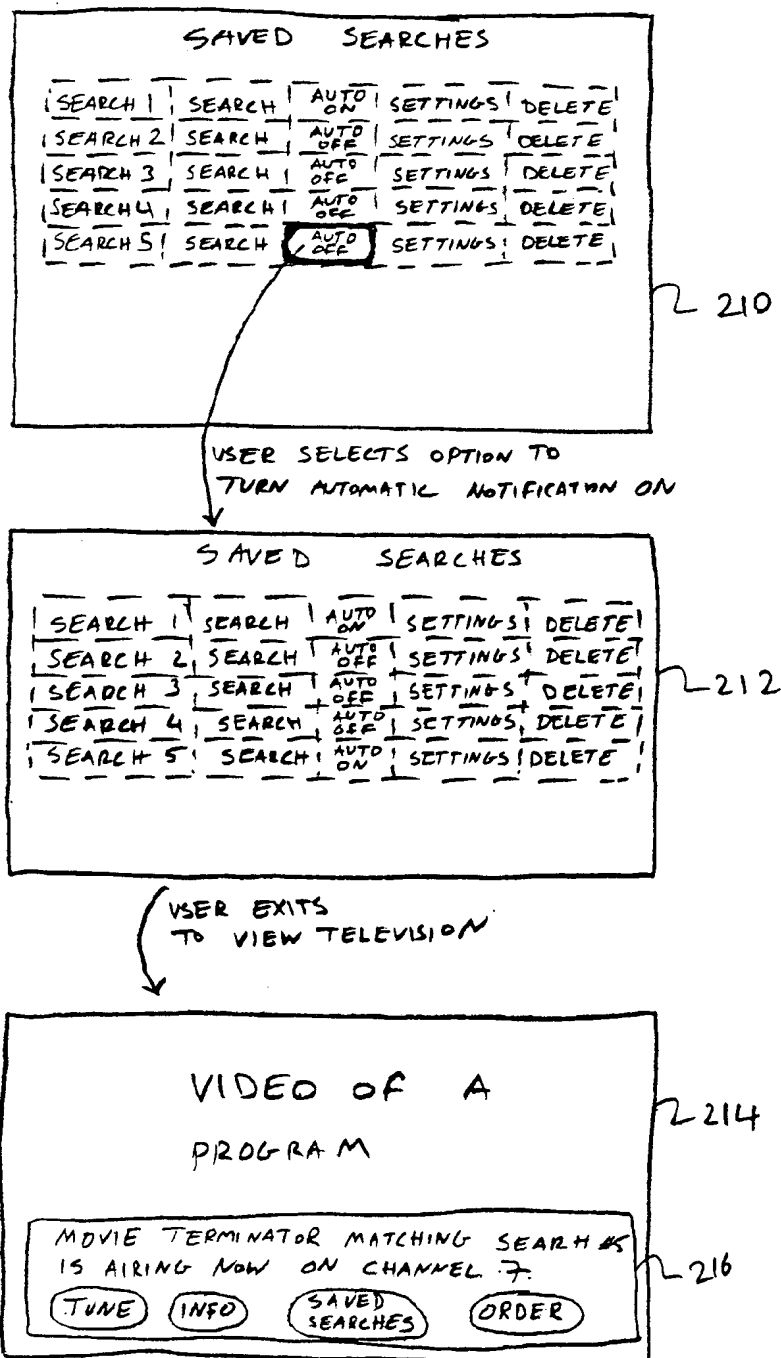 SAVED SEARCHES
SEARCH 1 SEARCH AUTO ON SETTINGS DELETE
SEARCH 2 SEARCH AUTO OFF SETTINGS DELETE
SEARCH 3 SEARCH AUTO OFF SETTINGS DELETE
SEARCH 4 SEARCH AUTO OFF SETTINGS DELETE
SEARCH 5 SEARCH AUTO OFF SETTINGS DELETE
210
USER SELECTS OPTION TO
TURN AUTOMATIC NOTIFICATION ON
SAVED SEARCHES
SEARCH 1 SEARCH AUTO ON SETTINGS DELETE
SEARCH 2 SEARCH AUTO OFF SETTINGS DELETE
SEARCH 3 SEARCH AUTO OFF SETTINGS DELETE
SEARCH 4 SEARCH AUTO OFF SETTINGS DELETE
SEARCH 5 SEARCH AUTO ON SETTINGS DELETE
212
USER EXITS
TO VIEW TELEVISION
VIDEO OF A
PROGRAM
214
MOVIE TERMINATOR MATCHING SEARH #5
IS AIRING NOW ON CHANNEL 7.
TUNE INFO SAVED SEARCHES ORDER
216